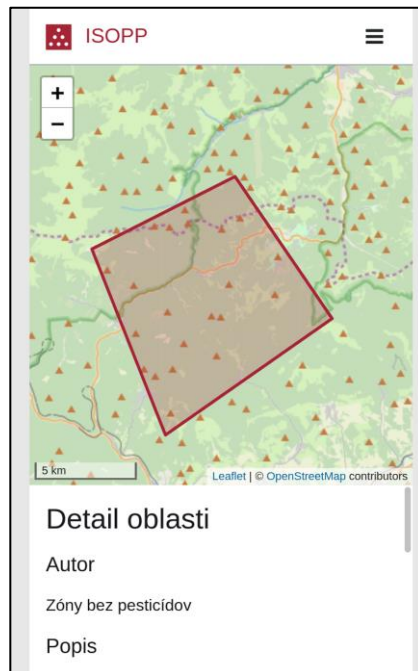 ISOPP
+
−
5 km
Leaflet | © OpenStreetMap contributors
Detail oblasti
Autor
Zóny bez pesticídov
Popis